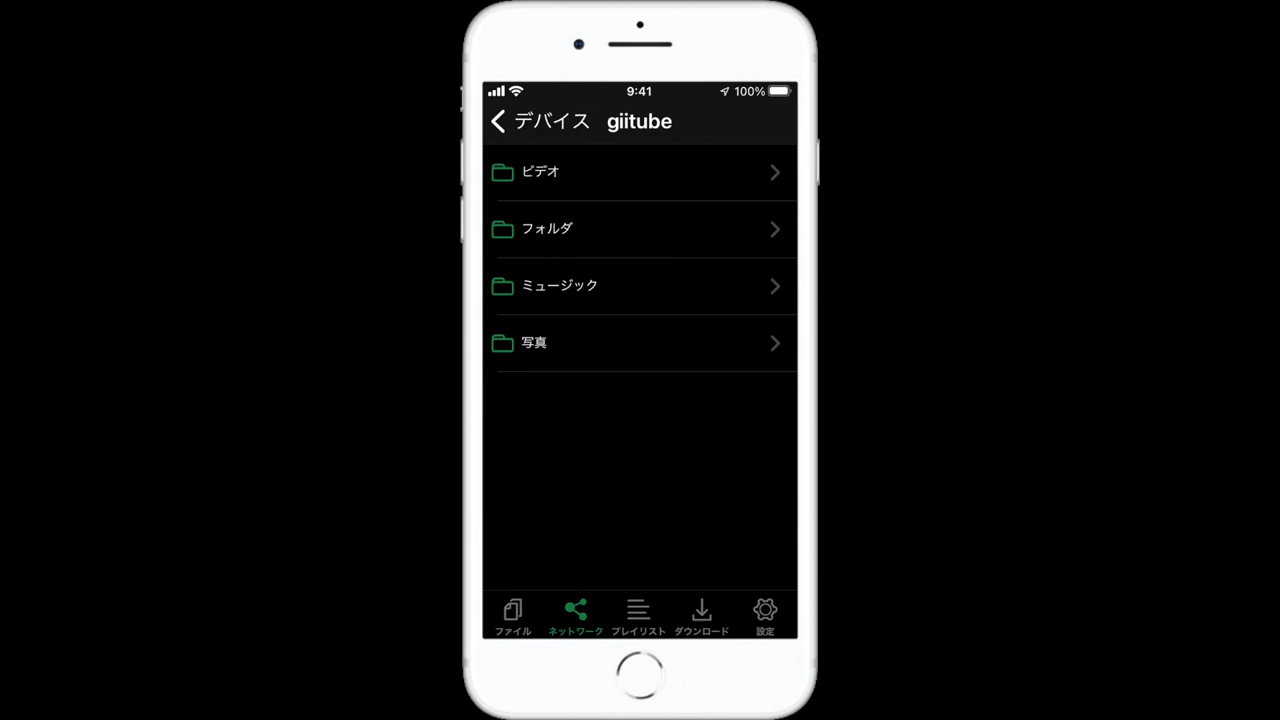 9:41 100%
デバイス giitube
ビデオ
フォルダ
ミュージック
写真
ファイル ネットワーク プレイリスト ダウンロード 設定